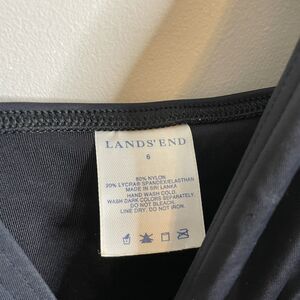 LANDS' END
6
80% NYLON
20% LYCRA® SPANDEX/ELASTHAN
MADE IN SRI LANKA
HAND WASH COLD.
WASH DARK COLORS SEPARATELY.
DO NOT BLEACH.
LINE DRY. DO NOT IRON.